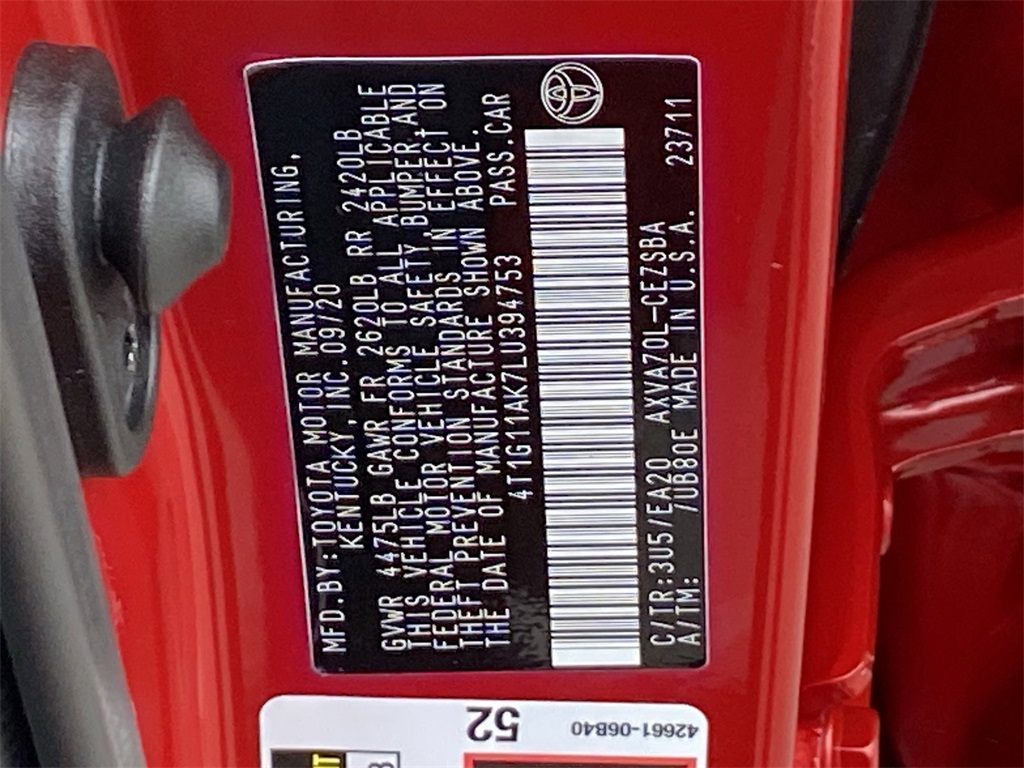 MFD.BY:TOYOTA MOTOR MANUFACTURING,
KENTUCKY,INC. 09/20
GVWR 4475LB GAWR FR 2620LB RR 2420LB
THIS VEHICLE CONFORMS TO ALL APPLICABLE
FEDERAL MOTOR VEHICLE SAFETY,BUMPER,AND
THEFT PREVENTION STANDARDS IN EFFECT ON
THE DATE OF MANUFACTURE SHOWN ABOVE.
4T1G11AK7LU394753 PASS.CAR
C/TR:3U5/EA20 AXVA70L-CEZSBA
A/TM: /UB80E MADE IN U.S.A. 23711
52
42661-06B40